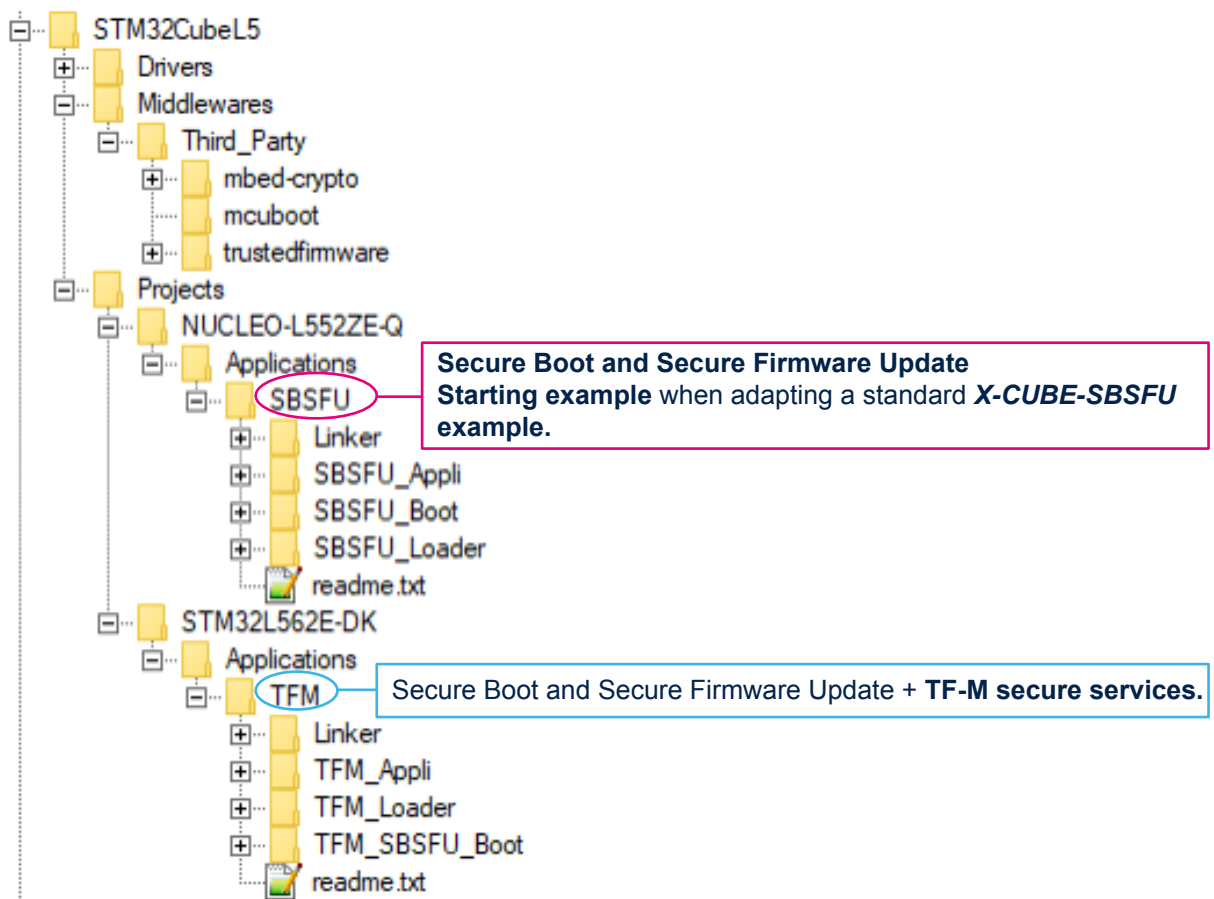 STM32CubeL5
Drivers
Middlewares
Third_Party
mbed-crypto
mcuboot
trustedfirmware
Projects
NUCLEO-L552ZE-Q
Applications
SBSFU
Secure Boot and Secure Firmware Update
Starting example when adapting a standard X-CUBE-SBSFU
example.
Linker
SBSFU_Appli
SBSFU_Boot
SBSFU_Loader
readme.txt
STM32L562E-DK
Applications
TFM
Secure Boot and Secure Firmware Update + TF-M secure services.
Linker
TFM_Appli
TFM_Loader
TFM_SBSFU_Boot
readme.txt